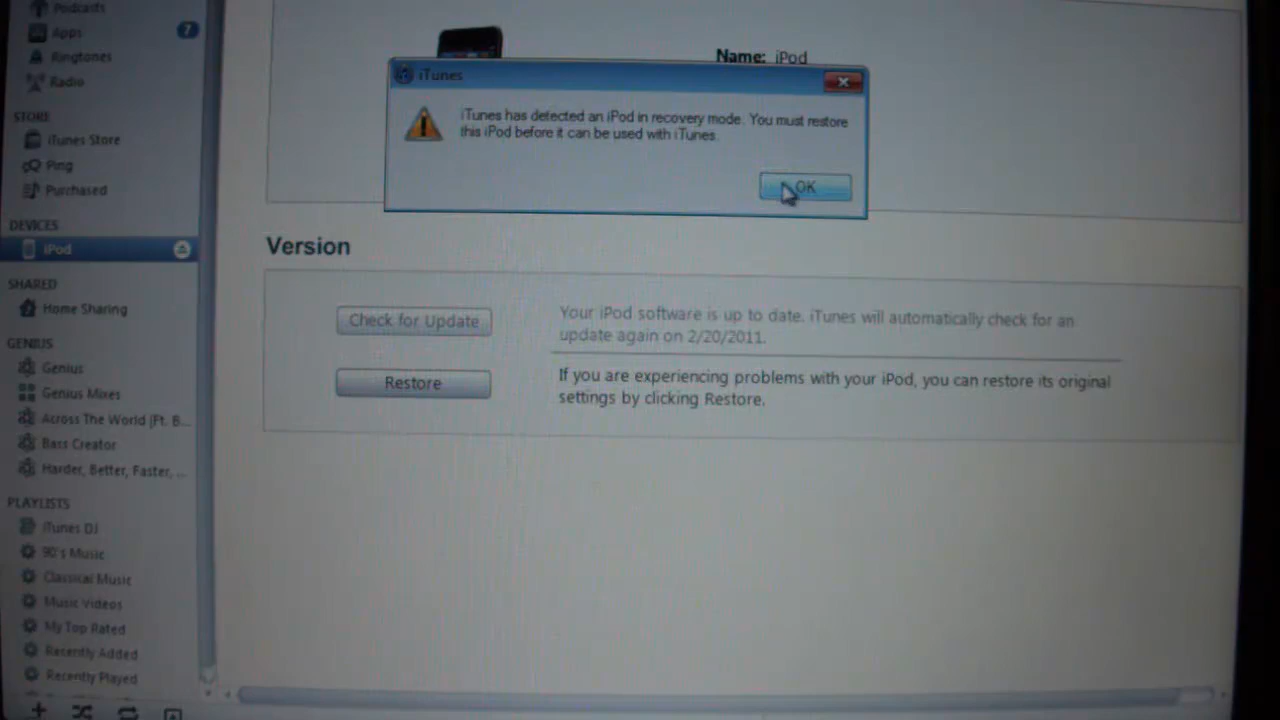 Podcasts
Apps
7
Ringtones
Radio
STORE
iTunes Store
Ping
Purchased
DEVICES
iPod
SHARED
Home Sharing
GENIUS
Genius
Genius Mixes
Across The World (Ft. B...
Bass Creator
Harder, Better, Faster, ...
PLAYLISTS
iTunes DJ
90's Music
Classical Music
Music Videos
My Top Rated
Recently Added
Recently Played
Name: iPod
iTunes
iTunes has detected an iPod in recovery mode. You must restore
this iPod before it can be used with iTunes.
OK
Version
Check for Update
Your iPod software is up to date. iTunes will automatically check for an
update again on 2/20/2011.
Restore
If you are experiencing problems with your iPod, you can restore its original
settings by clicking Restore.